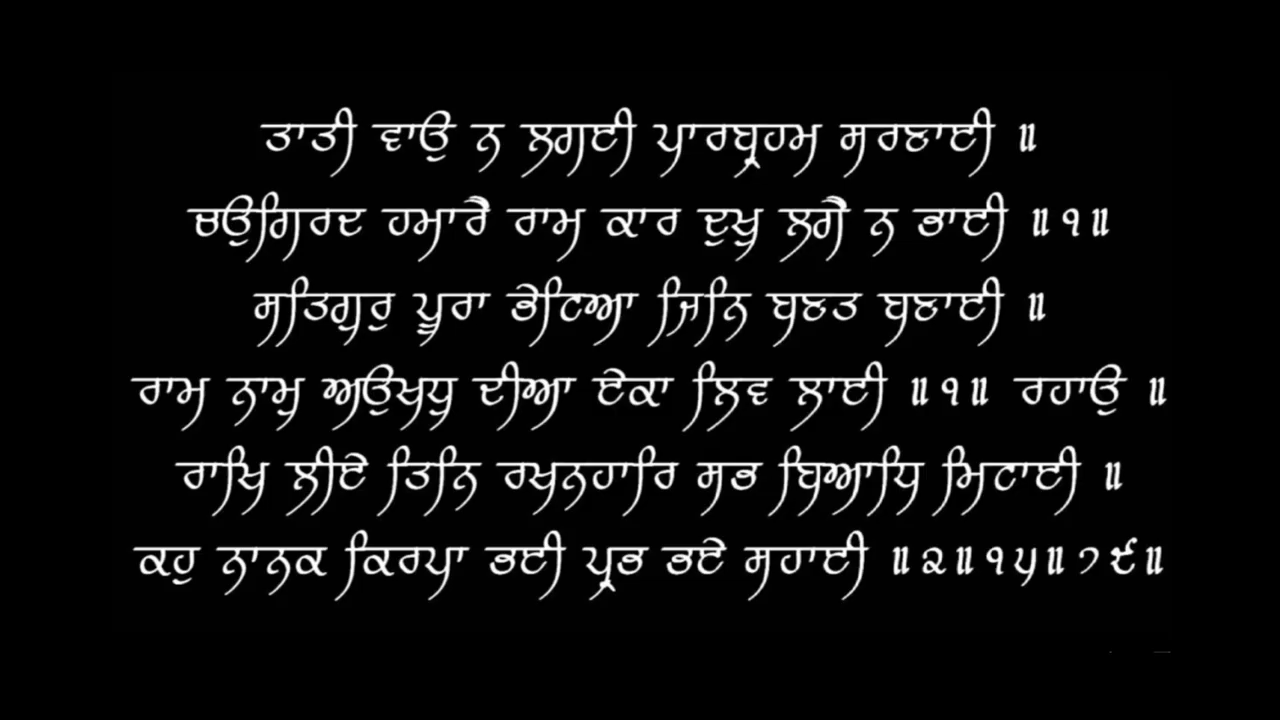 ਤਾਤੀ ਵਾਉ ਨ ਲਗਈ ਪਾਰਬ੍ਰਹਮ ਸਰਣਾਈ ॥
ਚਉਗਿਰਦ ਹਮਾਰੈ ਰਾਮ ਕਾਰ ਦੁਖੁ ਲਗੈ ਨ ਭਾਈ ॥੧॥
ਸਤਿਗੁਰੁ ਪੂਰਾ ਭੇਟਿਆ ਜਿਨਿ ਬਣਤ ਬਣਾਈ ॥
ਰਾਮ ਨਾਮੁ ਅਉਖਧੁ ਦੀਆ ਏਕਾ ਲਿਵ ਲਾਈ ॥੧॥ ਰਹਾਉ ॥
ਰਾਖਿ ਲੀਏ ਤਿਨਿ ਰਖਨਹਾਰਿ ਸਭ ਬਿਆਧਿ ਮਿਟਾਈ ॥
ਕਹੁ ਨਾਨਕ ਕਿਰਪਾ ਭਈ ਪ੍ਰਭ ਭਏ ਸਹਾਈ ॥੨॥੧੫॥੭੯॥